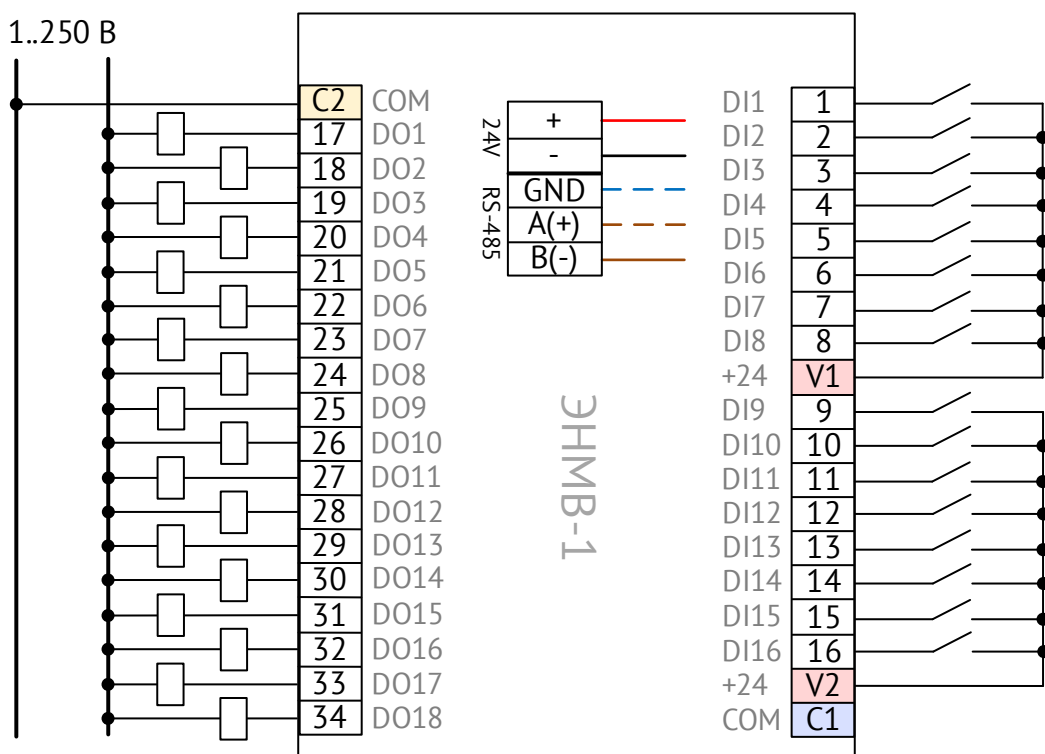 1..250 В
C2 COM
17 DO1
18 DO2
19 DO3
20 DO4
21 DO5
22 DO6
23 DO7
24 DO8
25 DO9
26 DO10
27 DO11
28 DO12
29 DO13
30 DO14
31 DO15
32 DO16
33 DO17
34 DO18
24V
+
-
RS-485
GND
A(+)
B(-)
ЭНМВ-1
DI1 1
DI2 2
DI3 3
DI4 4
DI5 5
DI6 6
DI7 7
DI8 8
+24 V1
DI9 9
DI10 10
DI11 11
DI12 12
DI13 13
DI14 14
DI15 15
DI16 16
+24 V2
COM C1